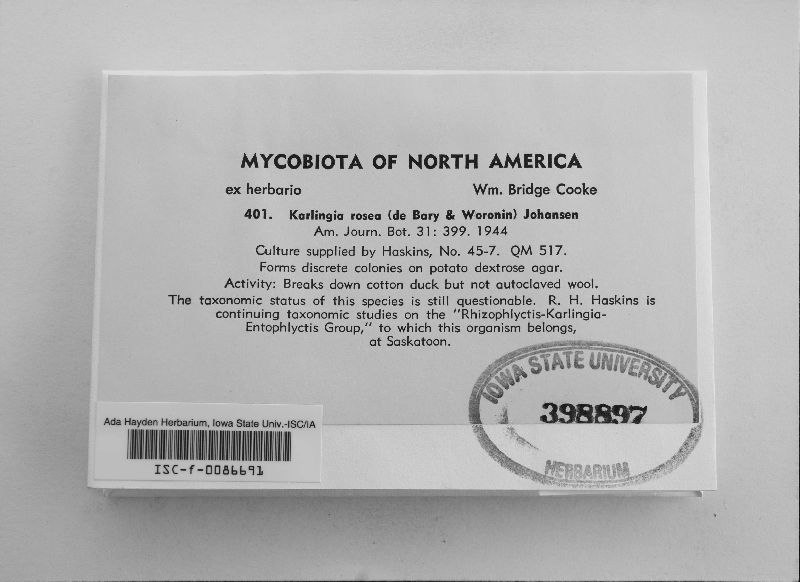 MYCOBIOTA OF NORTH AMERICA
ex herbario Wm. Bridge Cooke
401. Karlingia rosea (de Bary & Woronin) Johansen
Am. Journ. Bot. 31: 399. 1944
Culture supplied by Haskins, No. 45-7. QM 517.
Forms discrete colonies on potato dextrose agar.
Activity: Breaks down cotton duck but not autoclaved wool.
The taxonomic status of this species is still questionable. R. H. Haskins is
continuing taxonomic studies on the "Rhizophlyctis-Karlingia-
Entophlyctis Group," to which this organism belongs,
at Saskatoon.
IOWA STATE UNIVERSITY
398897
HERBARIUM
Ada Hayden Herbarium, Iowa State Univ.-ISC/IA
ISC-f-0086691